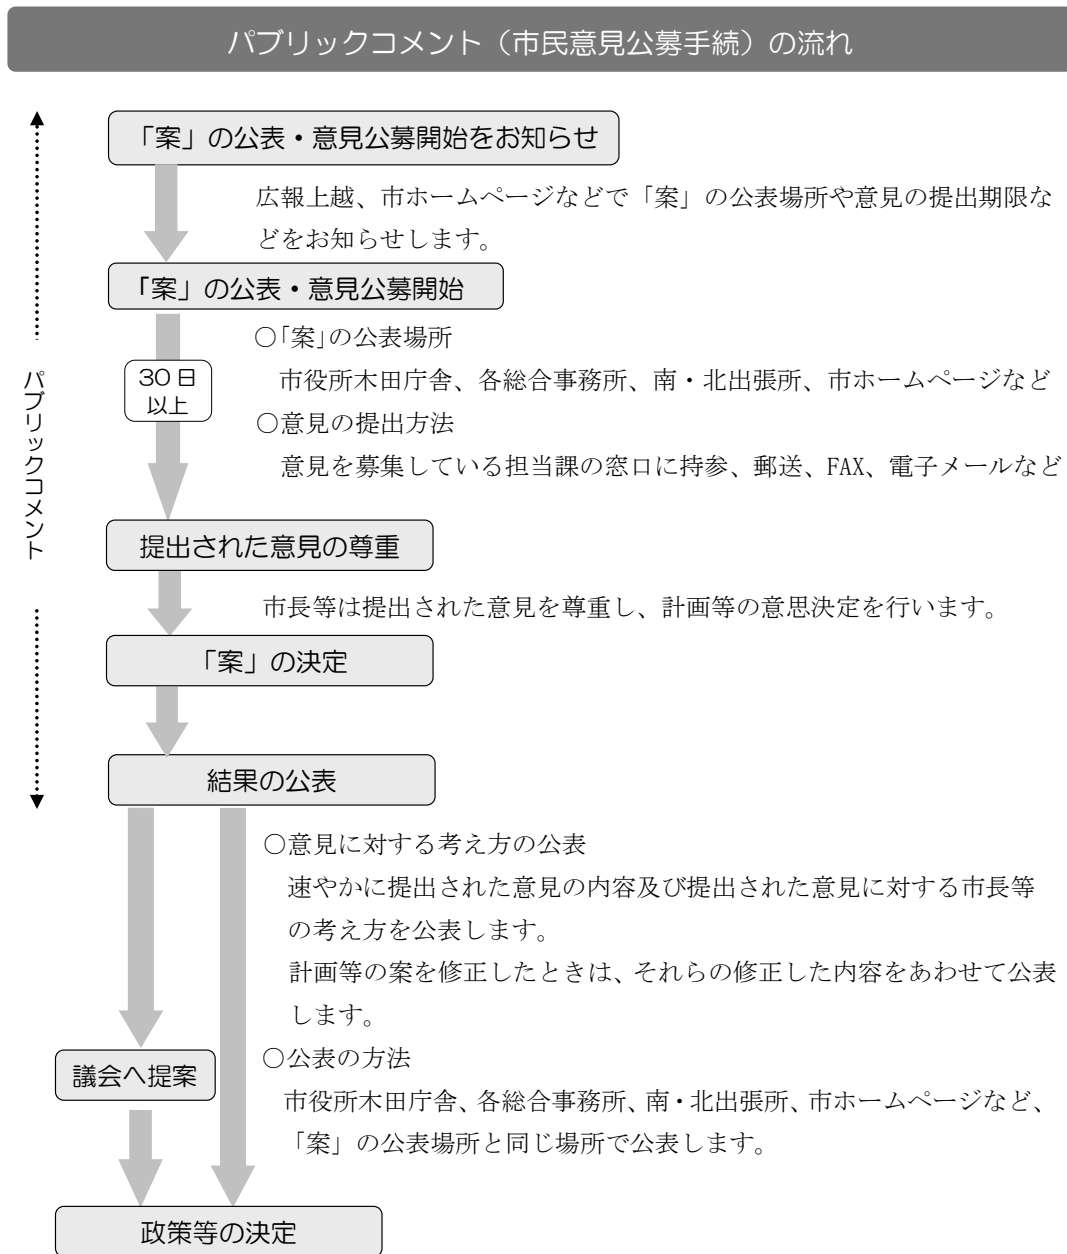 パブリックコメント（市民意見公募手続）の流れ
「案」の公表・意見公募開始をお知らせ
広報上越、市ホームページなどで「案」の公表場所や意見の提出期限な
どをお知らせします。
「案」の公表・意見公募開始
〇「案」の公表場所
市役所木田庁舎、各総合事務所、南・北出張所、市ホームページなど
30 日
以上
〇意見の提出方法
意見を募集している担当課の窓口に持参、郵送、FAX、電子メールなど
パブリックコメント
提出された意見の尊重
市長等は提出された意見を尊重し、計画等の意思決定を行います。
「案」の決定
結果の公表
〇意見に対する考え方の公表
速やかに提出された意見の内容及び提出された意見に対する市長等
の考え方を公表します。
計画等の案を修正したときは、それらの修正した内容をあわせて公表
します。
〇公表の方法
市役所木田庁舎、各総合事務所、南・北出張所、市ホームページなど、
「案」の公表場所と同じ場所で公表します。
議会へ提案
政策等の決定